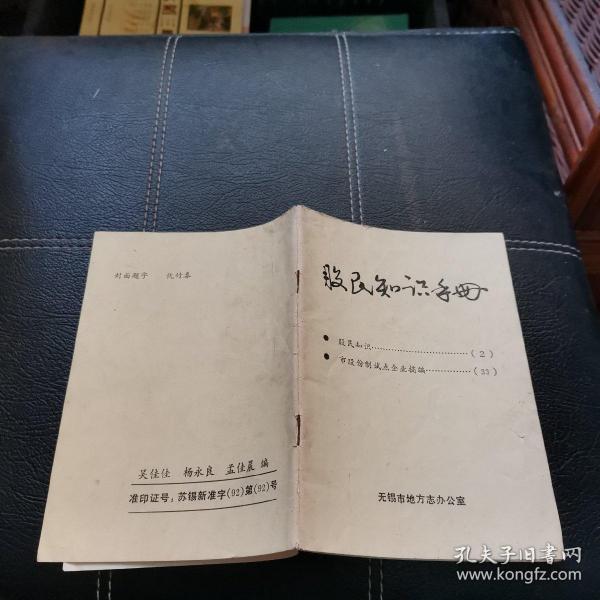 股民知识手册
● 股民知识……………………………(2)
● 市股份制试点企业摘编……………(33)
无锡市地方志办公室
封面题字
吴佳佳 杨永良 孟佳晨 编
准印证号:苏锡新准字(92)第(92)号
孔夫子旧书网
www.kongfz.com